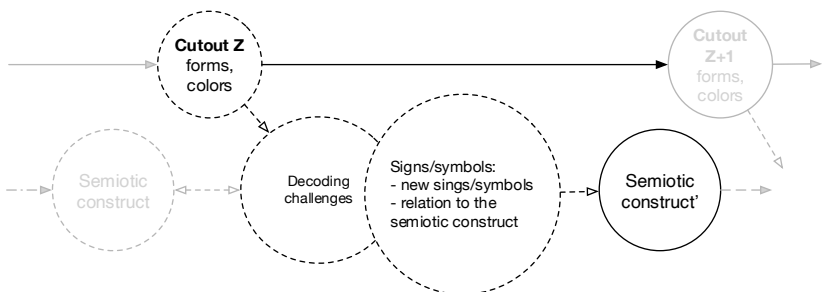 Cutout Z
forms,
colors
Cutout
Z+1
forms,
colors
Semiotic
construct
Decoding
challenges
Signs/symbols:
- new sings/symbols
- relation to the
semiotic construct
Semiotic
construct’